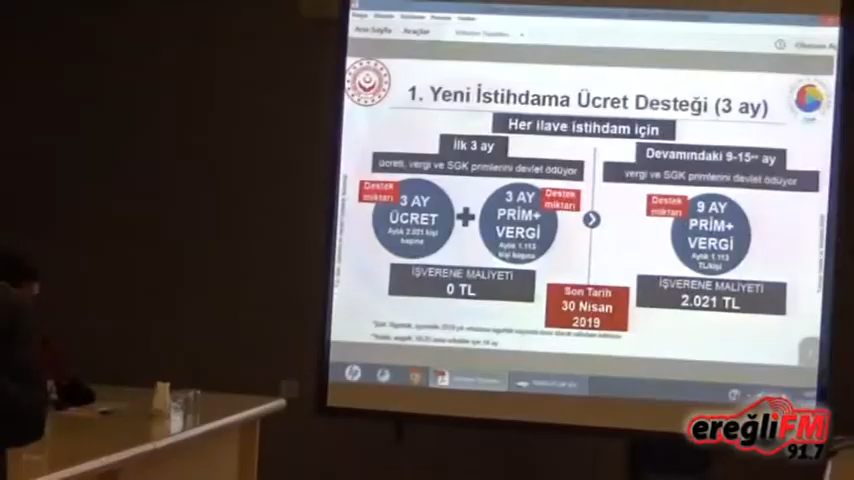 Ana Sayfa Araçlar
1. Yeni İstihdama Ücret Desteği (3 ay)
Her ilave istihdam için
İlk 3 ay
ücreti, vergi ve SGK primlerini devlet ödüyor
Destek miktarı
3 AY
ÜCRET
Aylık 2.021 kişi
başına
+
3 AY
PRİM+
VERGİ
Aylık 1.113
kişi başına
Destek miktarı
İŞVERENE MALİYETİ
0 TL
Devamındaki 9-15** ay
vergi ve SGK primlerini devlet ödüyor
Destek miktarı
9 AY
PRİM+
VERGİ
Aylık 1.113
TL/kişi
İŞVERENE MALİYETİ
2.021 TL
Son Tarih
30 Nisan
2019
hp
ereğliFM
91.7